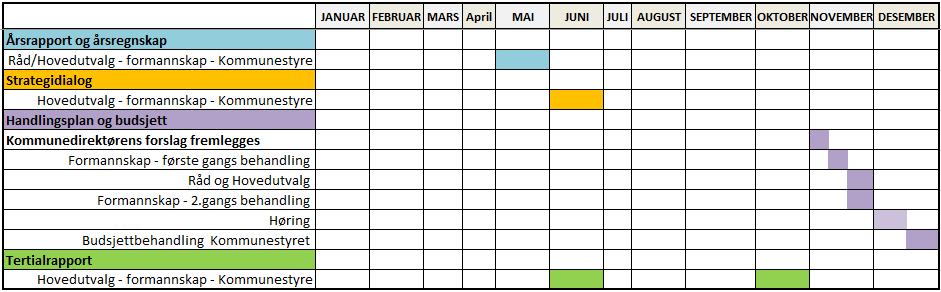 JANUAR FEBRUAR MARS April MAI JUNI JULI AUGUST SEPTEMBER OKTOBER NOVEMBER DESEMBER
Årsrapport og årsregnskap
Råd/Hovedutvalg - formannskap - Kommunestyre
Strategidialog
Hovedutvalg - formannskap - Kommunestyre
Handlingsplan og budsjett
Kommunedirektørens forslag fremlegges
Formannskap - første gangs behandling
Råd og Hovedutvalg
Formannskap - 2.gangs behandling
Høring
Budsjettbehandling Kommunestyret
Tertialrapport
Hovedutvalg - formannskap - Kommunestyre